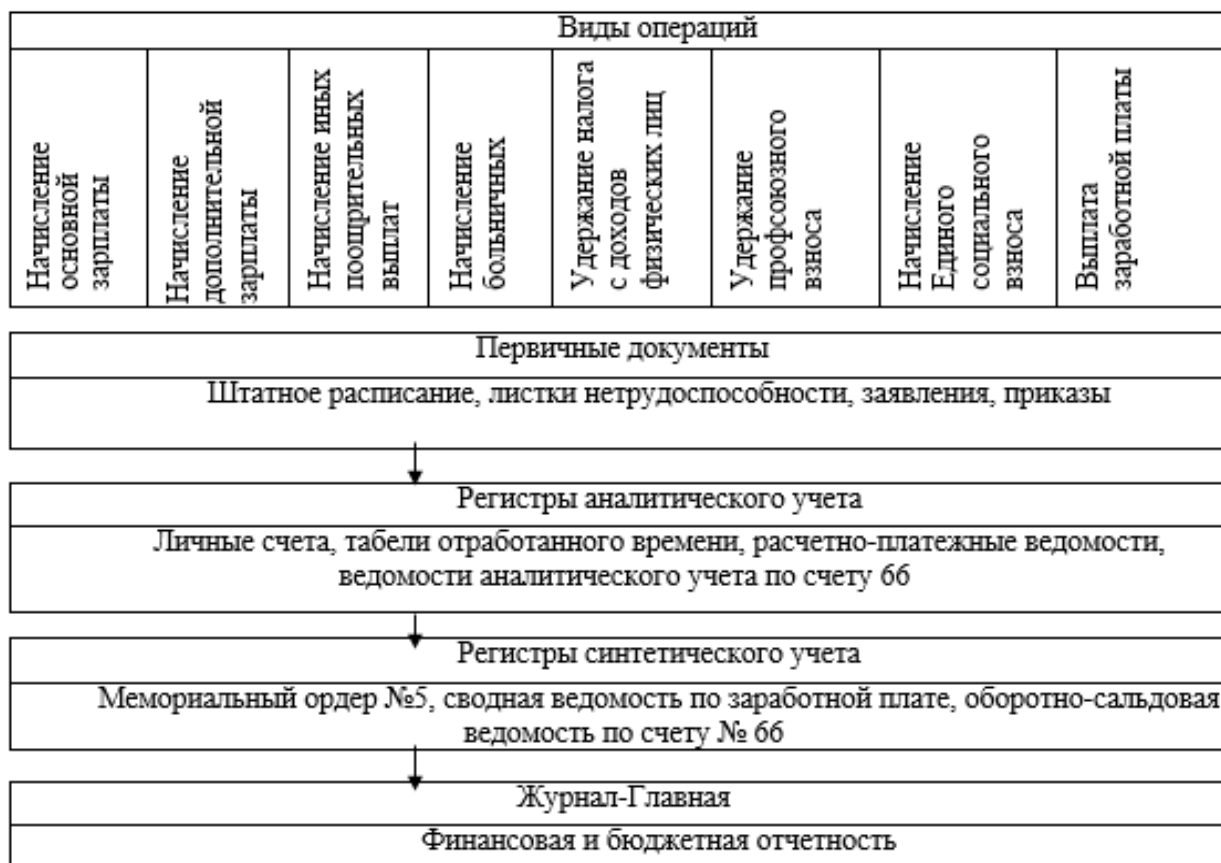 Виды операций
Начисление
основной
зарплаты
Начисление
дополнительной
зарплаты
Начисление иных
поощрительных
выплат
Начисление
больничных
Удержание налога
с доходов
физических лиц
Удержание
профсоюзного
взноса
Начисление
Единого
социального
взноса
Выплата
заработной платы
Первичные документы
Штатное расписание, листки нетрудоспособности, заявления, приказы
Регистры аналитического учета
Личные счета, табели отработанного времени, расчетно-платежные ведомости,
ведомости аналитического учета по счету 66
Регистры синтетического учета
Мемориальный ордер №5, сводная ведомость по заработной плате, оборотно-сальдовая
ведомость по счету № 66
Журнал-Главная
Финансовая и бюджетная отчетность